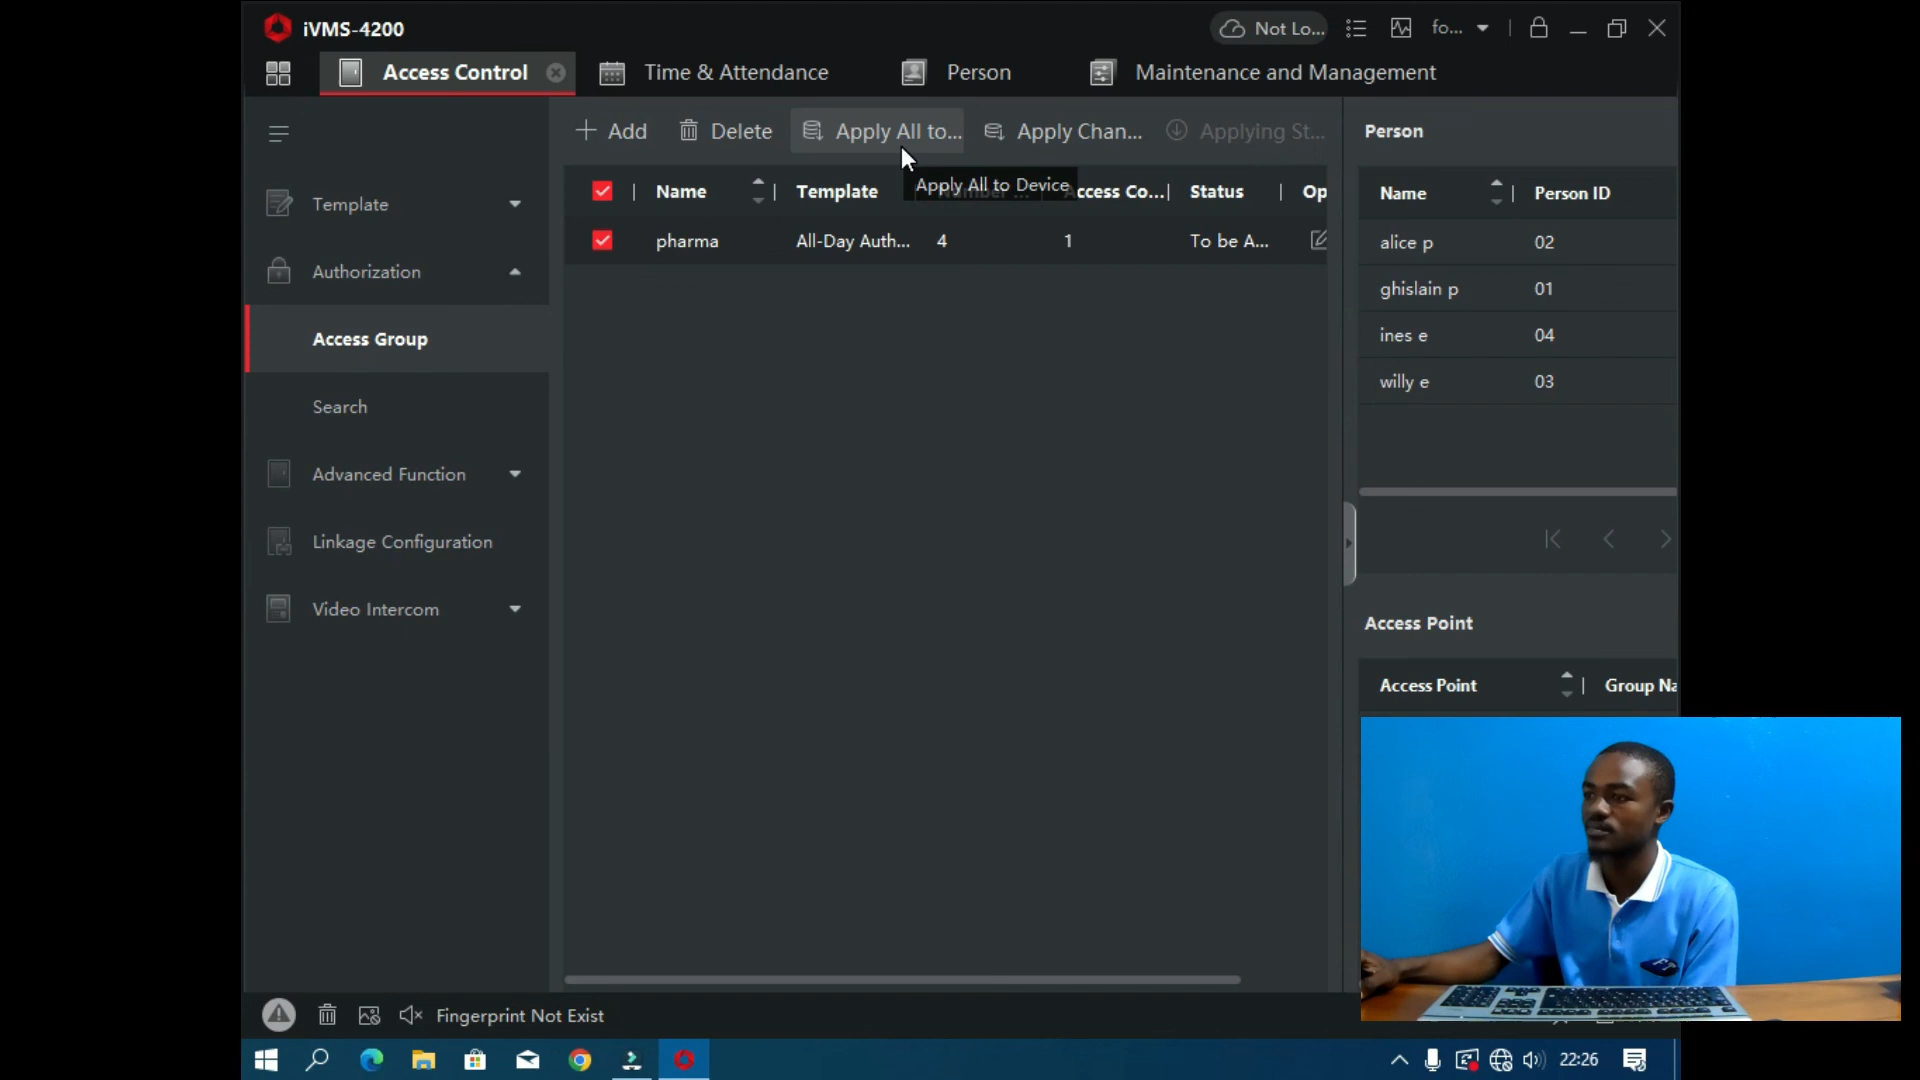 iVMS-4200
Not Lo...
fo...
Access Control
Time & Attendance
Person
Maintenance and Management
Add
Delete
Apply All to...
Apply Chan...
Applying St...
Apply All to Device
Template
Authorization
Access Group
Search
Advanced Function
Linkage Configuration
Video Intercom
Name
Template
ccess Co...
Status
Op
pharma
All-Day Auth...
4
1
To be A...
Person
Name
Person ID
alice p
02
ghislain p
01
ines e
04
willy e
03
Access Point
Access Point
Group Na
FT
Fingerprint Not Exist
22:26